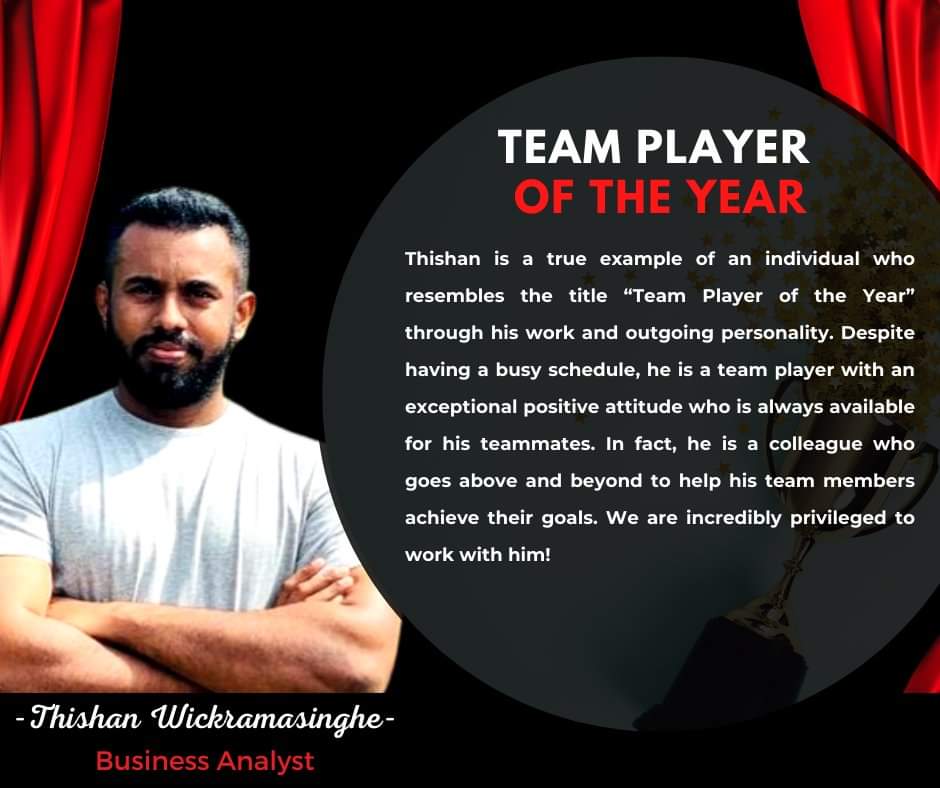 TEAM PLAYER
OF THE YEAR
Thishan is a true example of an individual who
resembles the title “Team Player of the Year”
through his work and outgoing personality. Despite
having a busy schedule, he is a team player with an
exceptional positive attitude who is always available
for his teammates. In fact, he is a colleague who
goes above and beyond to help his team members
achieve their goals. We are incredibly privileged to
work with him!
-Thishan Wickramasinghe-
Business Analyst